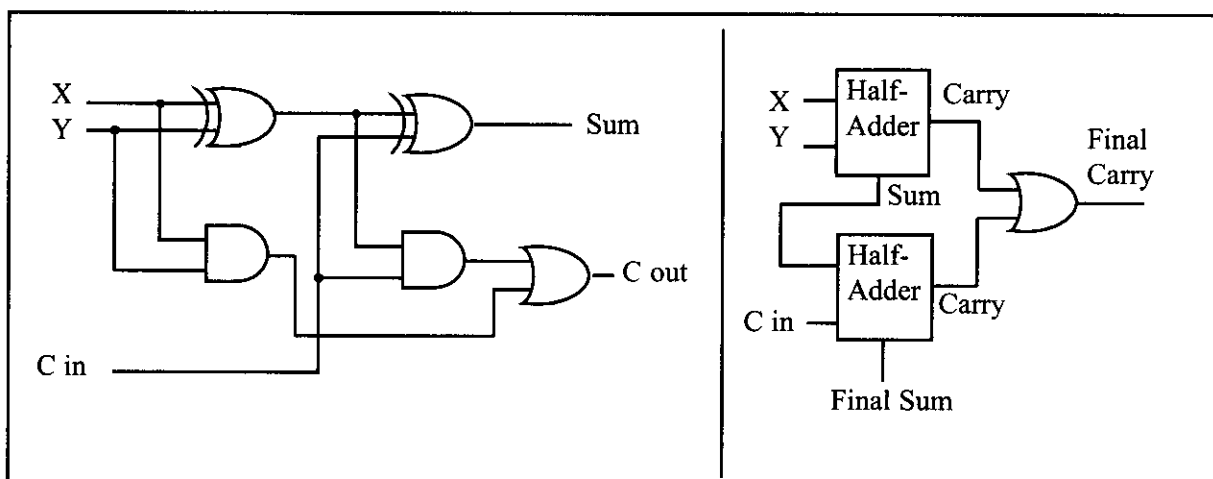 X
Y
Sum
C out
C in
X
Y
Half-
Adder
Carry
Sum
Final
Carry
Half-
Adder
Carry
C in
Final Sum